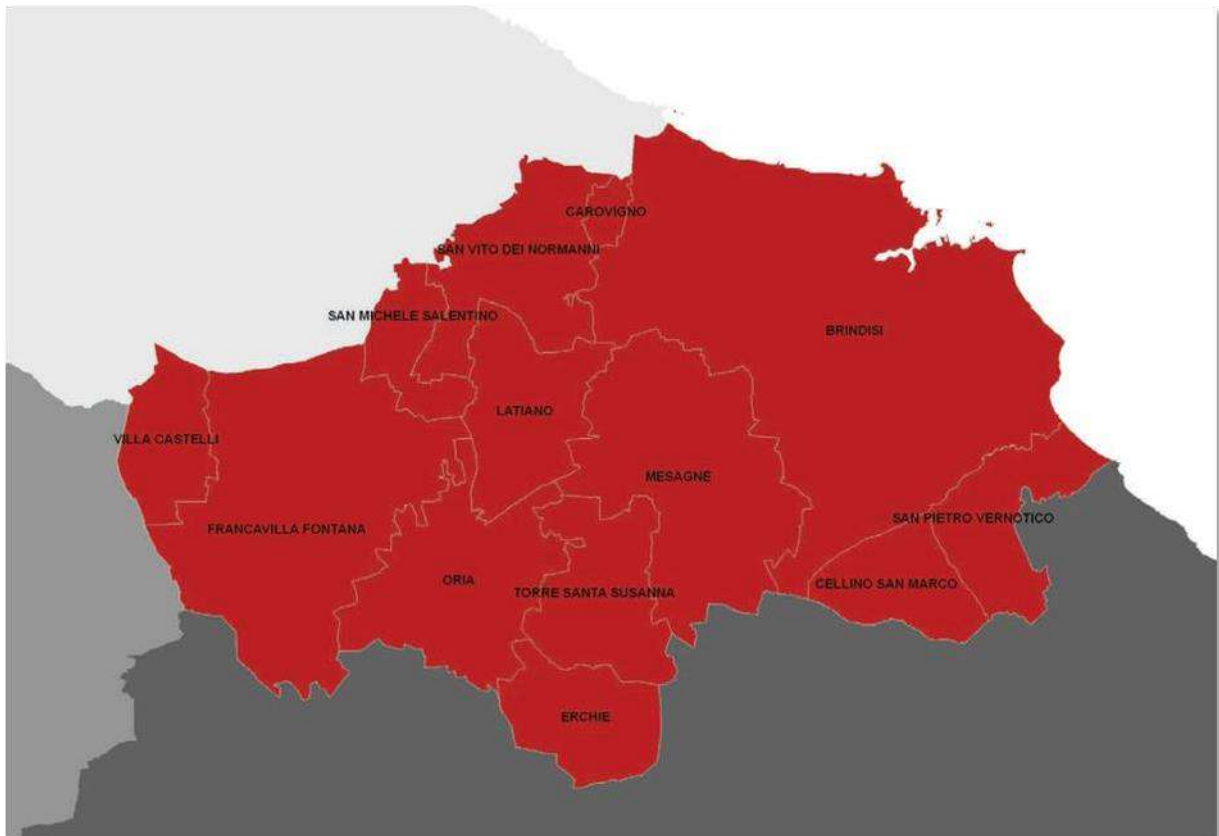 CAROVIGNO
SAN VITO DEI NORMANNI
SAN MICHELE SALENTINO
BRINDISI
LATIANO
VILLA CASTELLI
MESAGNE
SAN PIETRO VERNOTICO
FRANCAVILLA FONTANA
ORIA
CELLINO SAN MARCO
TORRE SANTA SUSANNA
ERCHIE